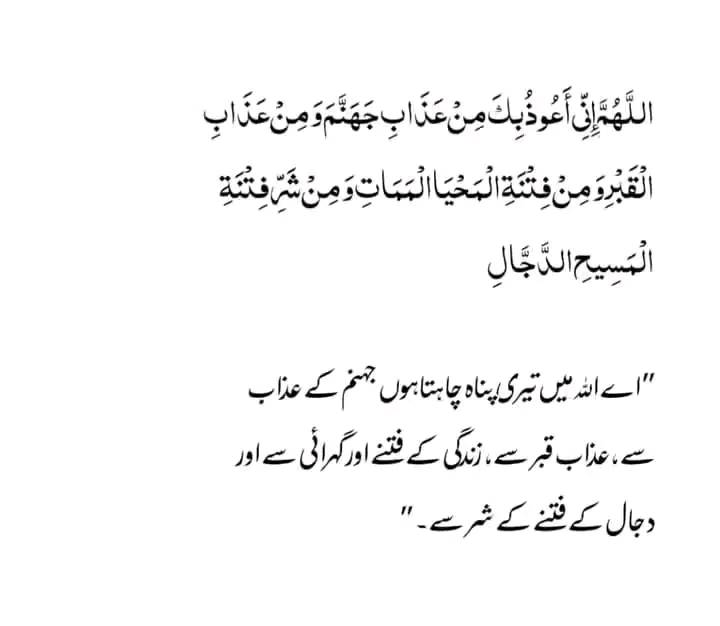 اللَّهُمَّ إِنِّي أَعُوذُ بِكَ مِنْ عَذَابِ جَهَنَّمَ وَمِنْ عَذَابِ
الْقَبْرِ وَمِنْ فِتْنَةِ الْمَحْيَا الْمَمَاتِ وَمِنْ شَرِّ فِتْنَةِ
الْمَسِيحِ الدَّجَّالِ
"اے اللہ میں تیری پناہ چاہتا ہوں جہنم کے عذاب
سے، عذاب قبر سے، زندگی کے فتنے اور گہرائی سے اور
دجال کے فتنے کے شر سے۔"